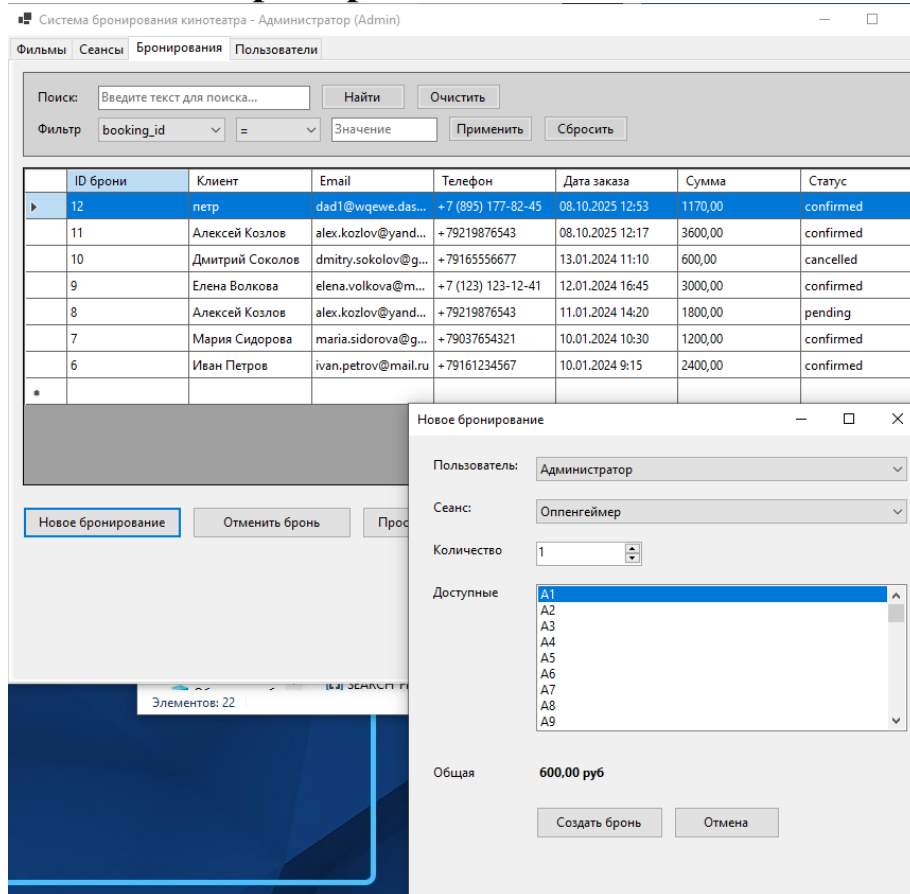 Система бронирования кинотеатра - Администратор (Admin)
Фильмы Сеансы Бронирования Пользователи
Поиск: Введите текст для поиска... Найти Очистить
Фильтр booking_id = Значение Применить Сбросить
ID брони Клиент Email Телефон Дата заказа Сумма Статус
12 петр dad1@wqewe.das... +7 (895) 177-82-45 08.10.2025 12:53 1170,00 confirmed
11 Алексей Козлов alex.kozlov@yand... +79219876543 08.10.2025 12:17 3600,00 confirmed
10 Дмитрий Соколов dmitry.sokolov@g... +79165556677 13.01.2024 11:10 600,00 cancelled
9 Елена Волкова elena.volkova@m... +7 (123) 123-12-41 12.01.2024 16:45 3000,00 confirmed
8 Алексей Козлов alex.kozlov@yand... +79219876543 11.01.2024 14:20 1800,00 pending
7 Мария Сидорова maria.sidorova@g... +79037654321 10.01.2024 10:30 1200,00 confirmed
6 Иван Петров ivan.petrov@mail.ru +79161234567 10.01.2024 9:15 2400,00 confirmed
Новое бронирование Отменить бронь Прос
Новое бронирование
Пользователь: Администратор
Сеанс: Оппенгеймер
Количество 1
Доступные A1
A2
A3
A4
A5
A6
A7
A8
A9
Общая 600,00 руб
Создать бронь Отмена
Элементов: 22